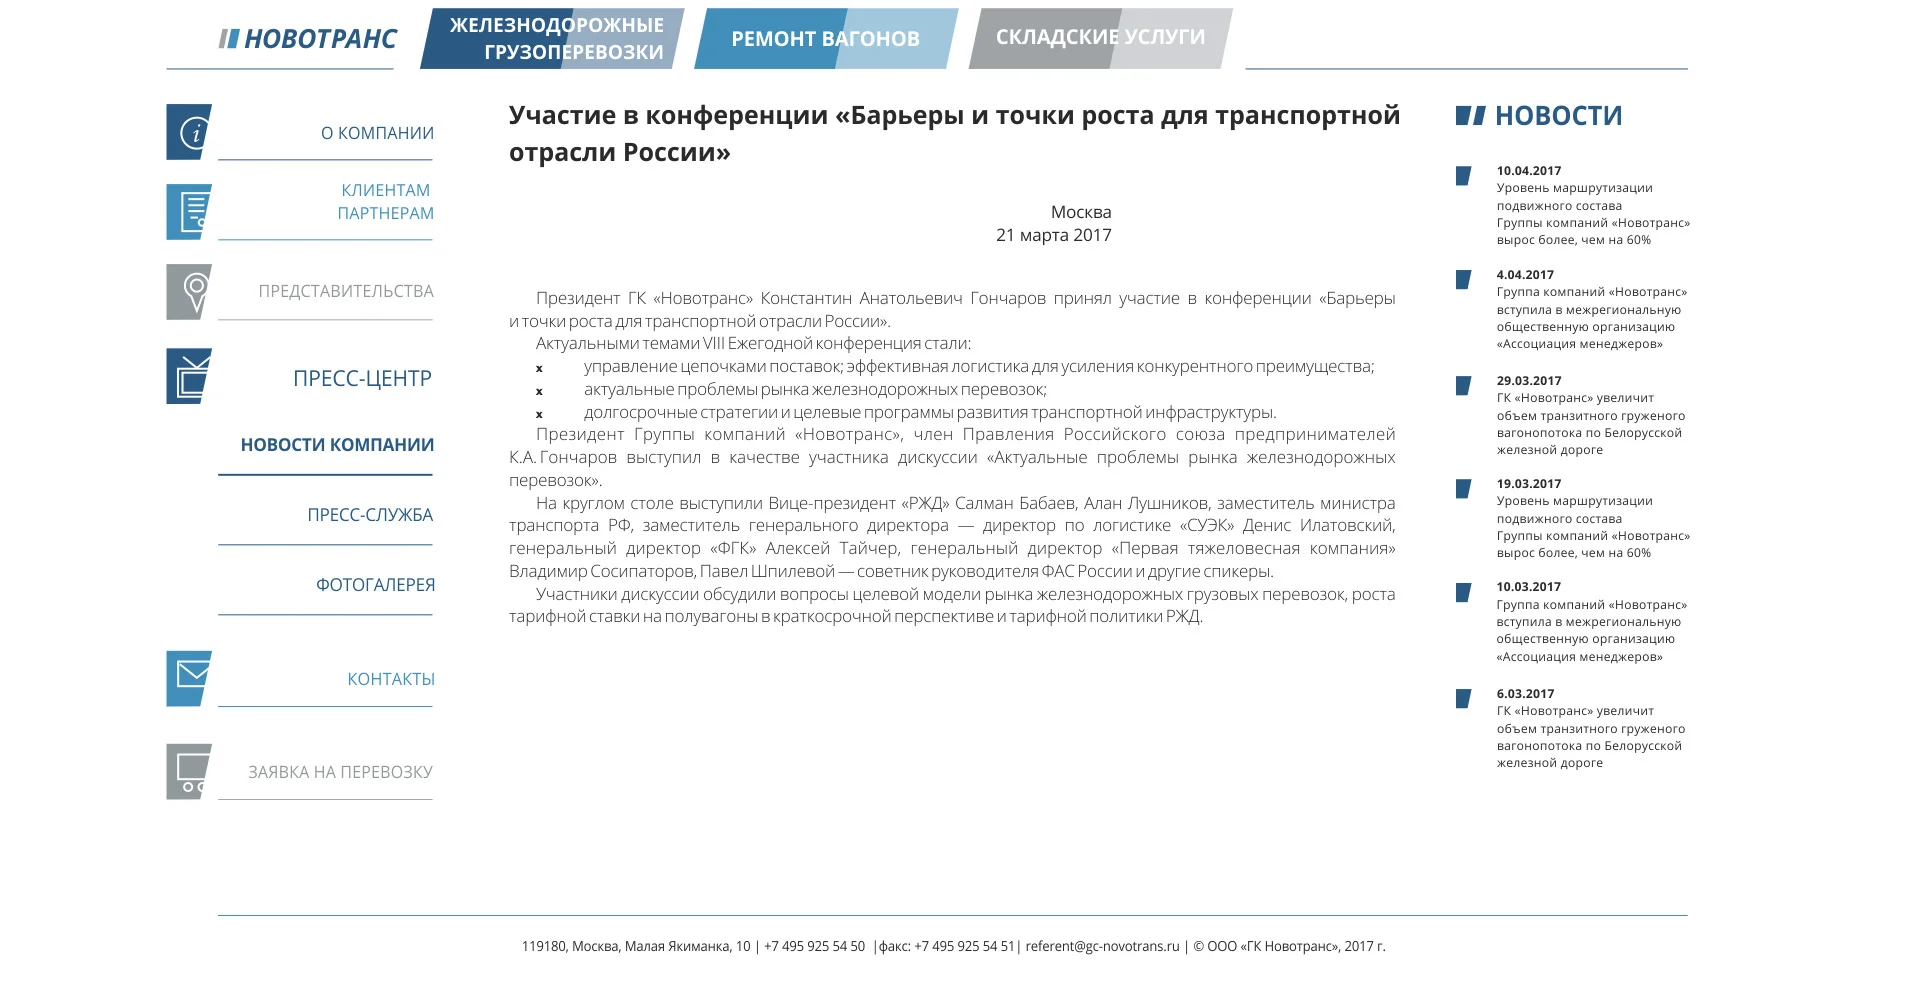 НОВОТРАНС
ЖЕЛЕЗНОДОРОЖНЫЕ
ГРУЗОПЕРЕВОЗКИ
РЕМОНТ ВАГОНОВ
СКЛАДСКИЕ УСЛУГИ
i
О КОМПАНИИ
КЛИЕНТАМ
ПАРТНЕРАМ
ПРЕДСТАВИТЕЛЬСТВА
ПРЕСС-ЦЕНТР
НОВОСТИ КОМПАНИИ
ПРЕСС-СЛУЖБА
ФОТОГАЛЕРЕЯ
КОНТАКТЫ
ЗАЯВКА НА ПЕРЕВОЗКУ
Участие в конференции «Барьеры и точки роста для транспортной
отрасли России»
Москва
21 марта 2017
Президент ГК «Новотранс» Константин Анатольевич Гончаров принял участие в конференции «Барьеры
и точки роста для транспортной отрасли России».
Актуальными темами VIII Ежегодной конференция стали:
x управление цепочками поставок; эффективная логистика для усиления конкурентного преимущества;
x актуальные проблемы рынка железнодорожных перевозок;
x долгосрочные стратегии и целевые программы развития транспортной инфраструктуры.
Президент Группы компаний «Новотранс», член Правления Российского союза предпринимателей
К.А. Гончаров выступил в качестве участника дискуссии «Актуальные проблемы рынка железнодорожных
перевозок».
На круглом столе выступили Вице-президент «РЖД» Салман Бабаев, Алан Лушников, заместитель министра
транспорта РФ, заместитель генерального директора — директор по логистике «СУЭК» Денис Илатовский,
генеральный директор «ФГК» Алексей Тайчер, генеральный директор «Первая тяжеловесная компания»
Владимир Сосипаторов, Павел Шпилевой — советник руководителя ФАС России и другие спикеры.
Участники дискуссии обсудили вопросы целевой модели рынка железнодорожных грузовых перевозок, роста
тарифной ставки на полувагоны в краткосрочной перспективе и тарифной политики РЖД.
НОВОСТИ
10.04.2017
Уровень маршрутизации
подвижного состава
Группы компаний «Новотранс»
вырос более, чем на 60%
4.04.2017
Группа компаний «Новотранс»
вступила в межрегиональную
общественную организацию
«Ассоциация менеджеров»
29.03.2017
ГК «Новотранс» увеличит
объем транзитного груженого
вагонопотока по Белорусской
железной дороге
19.03.2017
Уровень маршрутизации
подвижного состава
Группы компаний «Новотранс»
вырос более, чем на 60%
10.03.2017
Группа компаний «Новотранс»
вступила в межрегиональную
общественную организацию
«Ассоциация менеджеров»
6.03.2017
ГК «Новотранс» увеличит
объем транзитного груженого
вагонопотока по Белорусской
железной дороге
119180, Москва, Малая Якиманка, 10 | +7 495 925 54 50 |факс: +7 495 925 54 51| referent@gc-novotrans.ru | © ООО «ГК Новотранс», 2017 г.